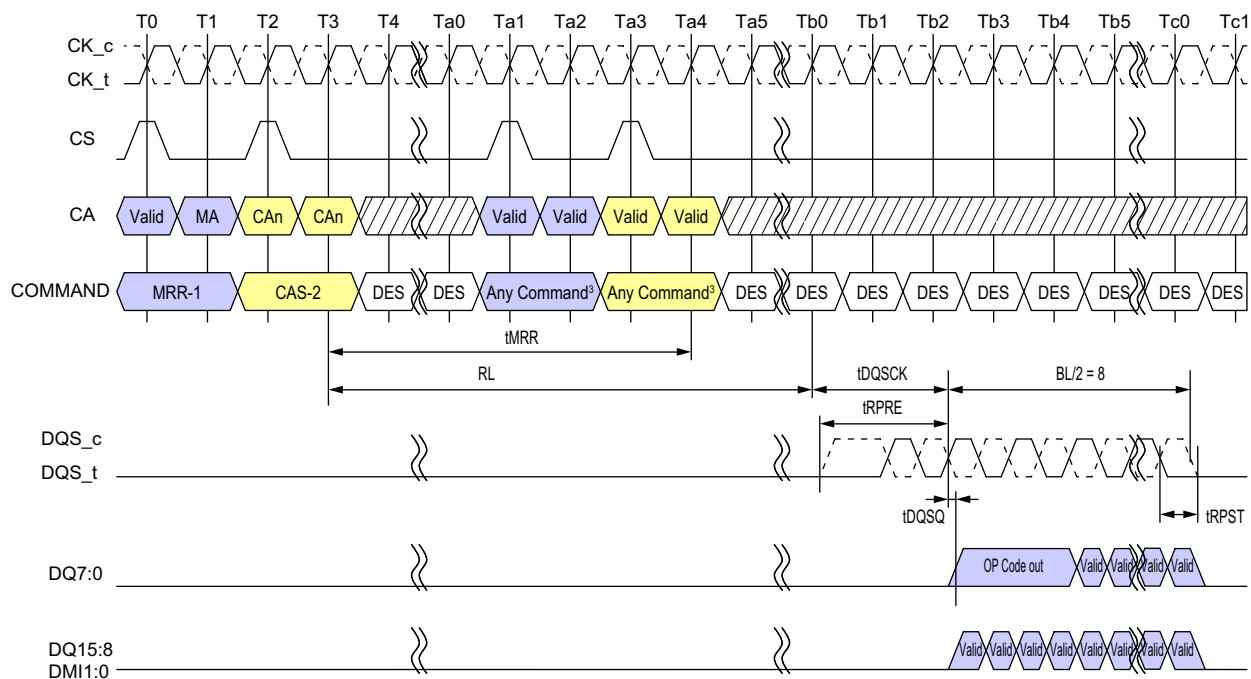 T0 T1 T2 T3 T4 Ta0 Ta1 Ta2 Ta3 Ta4 Ta5 Tb0 Tb1 Tb2 Tb3 Tb4 Tb5 Tc0 Tc1
CK_c
CK_t
CS
CA Valid MA CAn CAn Valid Valid Valid Valid
COMMAND MRR-1 CAS-2 DES DES Any Command³ Any Command³ DES DES DES DES DES DES DES DES DES
tMRR
RL tDQSCK BL/2 = 8
tRPRE
DQS_c
DQS_t
tDQSQ tRPST
DQ7:0 OP Code out Valid Valid Valid Valid
DQ15:8 Valid Valid Valid Valid Valid Valid Valid Valid
DMI1:0